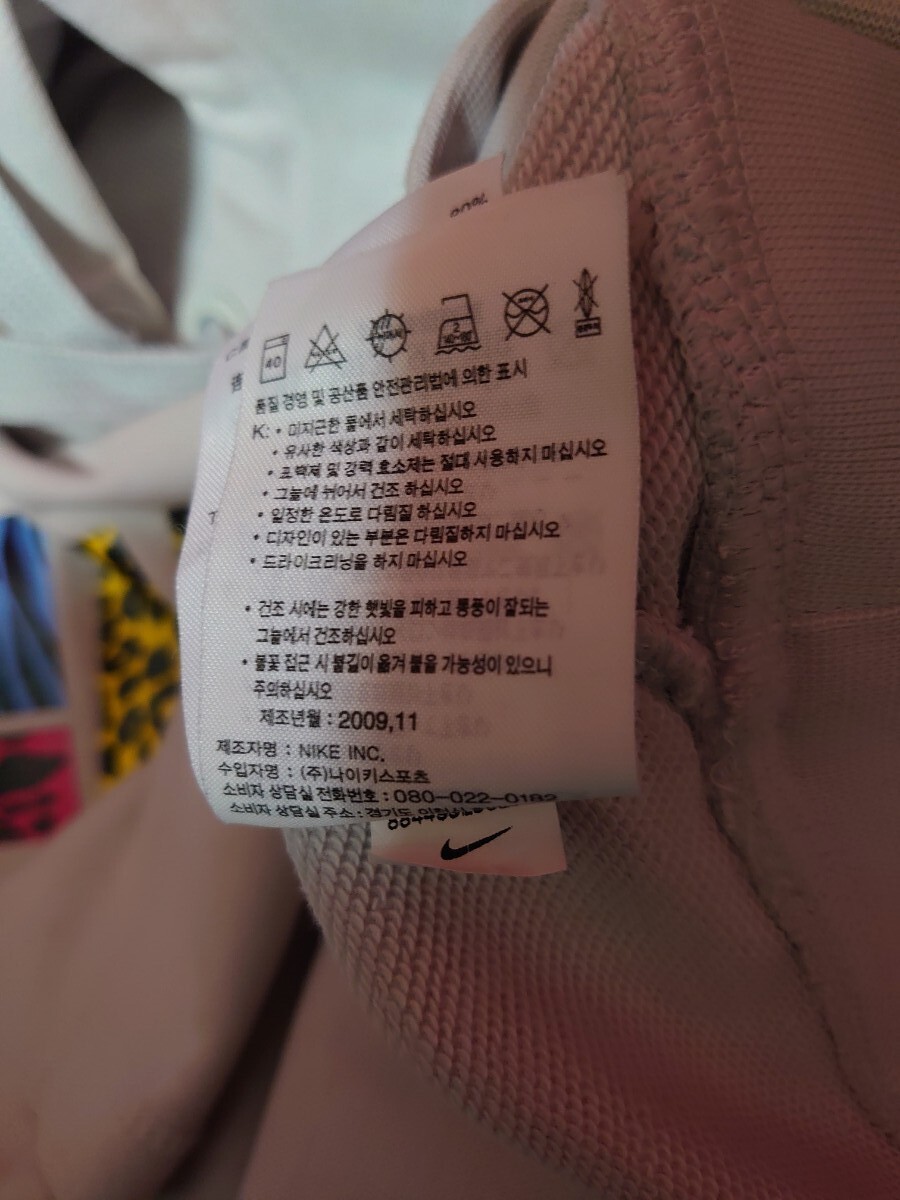 80%
40
품질 경영 및 공산품 안전관리법에 의한 표시
K: • 미지근한 물에서 세탁하십시오
• 유사한 색상과 같이 세탁하십시오
• 표백제 및 강력 효소제는 절대 사용하지 마십시오
• 그늘에 뉘어서 건조 하십시오
• 일정한 온도로 다림질 하십시오
• 디자인이 있는 부분은 다림질하지 마십시오
• 드라이크리닝을 하지 마십시오
• 건조 시에는 강한 햇빛을 피하고 통풍이 잘되는
그늘에서 건조하십시오
• 불꽃 접근 시 불길이 옮겨 붙을 가능성이 있으니
주의하십시오
제조년월 : 2009,11
제조자명 : NIKE INC.
수입자명 : (주)나이키스포츠
소비자 상담실 전화번호 : 080-022-0182
소비자 상담실 주소 : 경기도